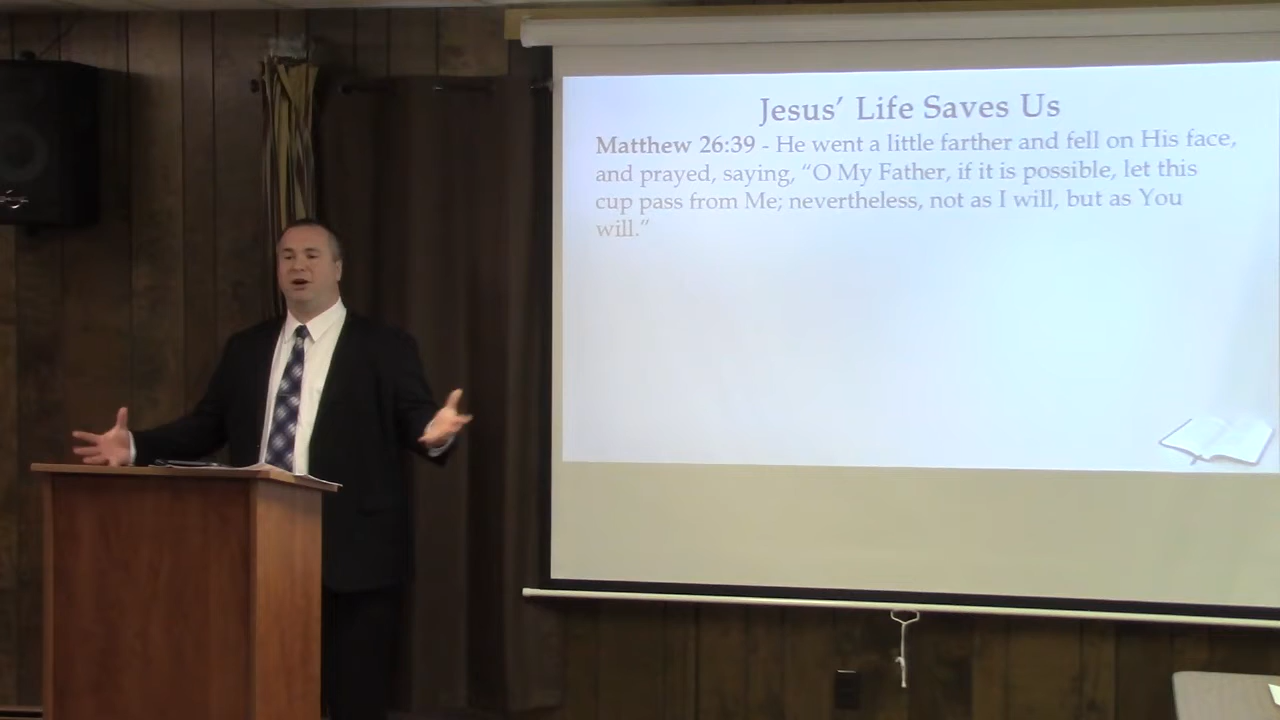 Jesus’ Life Saves Us
Matthew 26:39 - He went a little farther and fell on His face,
and prayed, saying, “O My Father, if it is possible, let this
cup pass from Me; nevertheless, not as I will, but as You
will.”